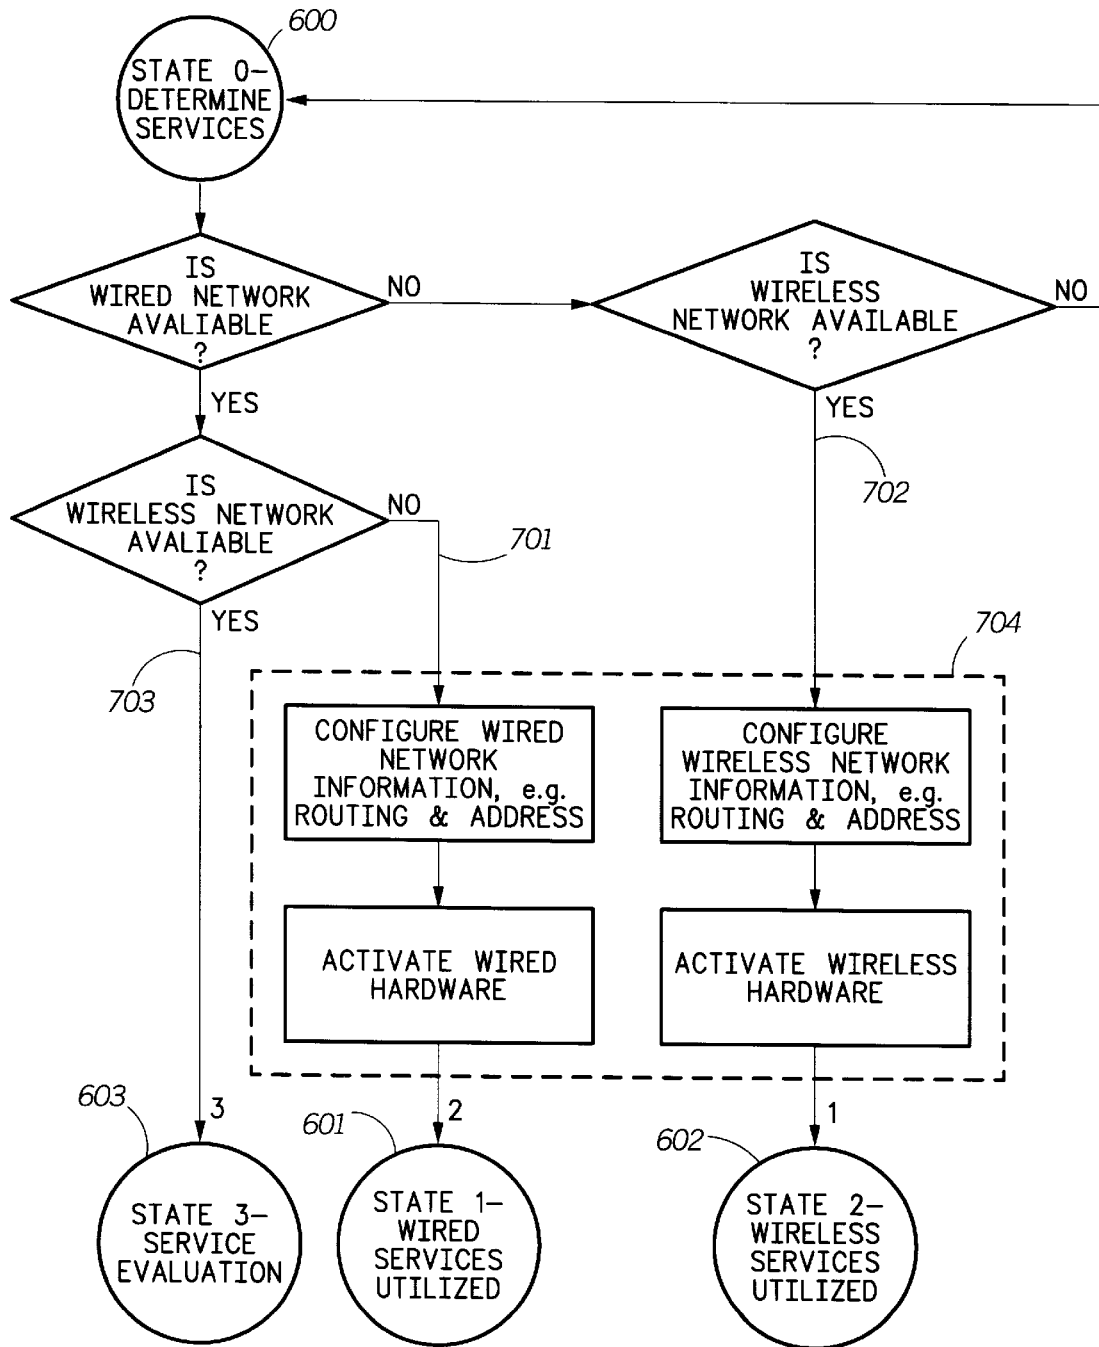 600
STATE 0-
DETERMINE
SERVICES
IS
WIRED NETWORK
AVALIABLE
?
NO
IS
WIRELESS
NETWORK AVAILABLE
?
NO
YES
YES
702
IS
WIRELESS NETWORK
AVALIABLE
?
NO
701
YES
703
704
CONFIGURE WIRED
NETWORK
INFORMATION, e.g.
ROUTING & ADDRESS
CONFIGURE
WIRELESS NETWORK
INFORMATION, e.g.
ROUTING & ADDRESS
ACTIVATE WIRED
HARDWARE
ACTIVATE WIRELESS
HARDWARE
603
3
601
2
602
1
STATE 3-
SERVICE
EVALUATION
STATE 1-
WIRED
SERVICES
UTILIZED
STATE 2-
WIRELESS
SERVICES
UTILIZED